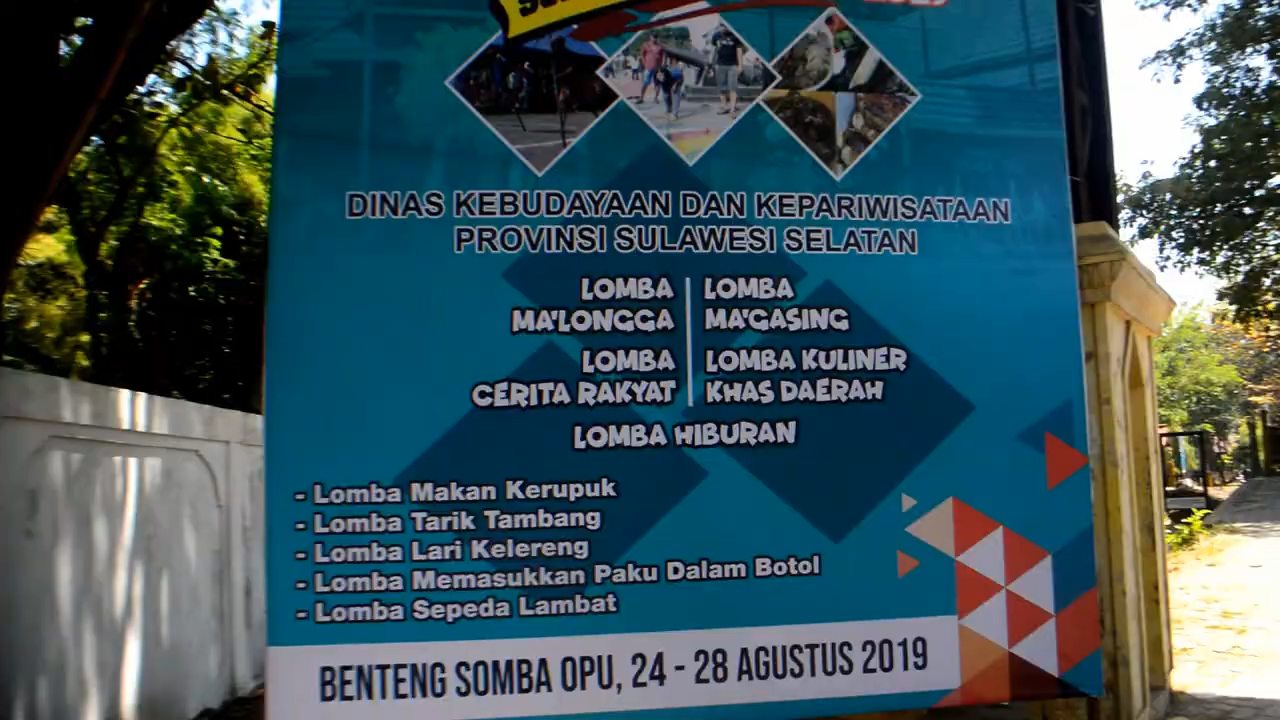 2019
DINAS KEBUDAYAAN DAN KEPARIWISATAAN
PROVINSI SULAWESI SELATAN
LOMBA
MA'LONGGA
LOMBA
CERITA RAKYAT
LOMBA
MA'GASING
LOMBA KULINER
KHAS DAERAH
LOMBA HIBURAN
- Lomba Makan Kerupuk
- Lomba Tarik Tambang
- Lomba Lari Kelereng
- Lomba Memasukkan Paku Dalam Botol
- Lomba Sepeda Lambat
BENTENG SOMBA OPU, 24 - 28 AGUSTUS 2019